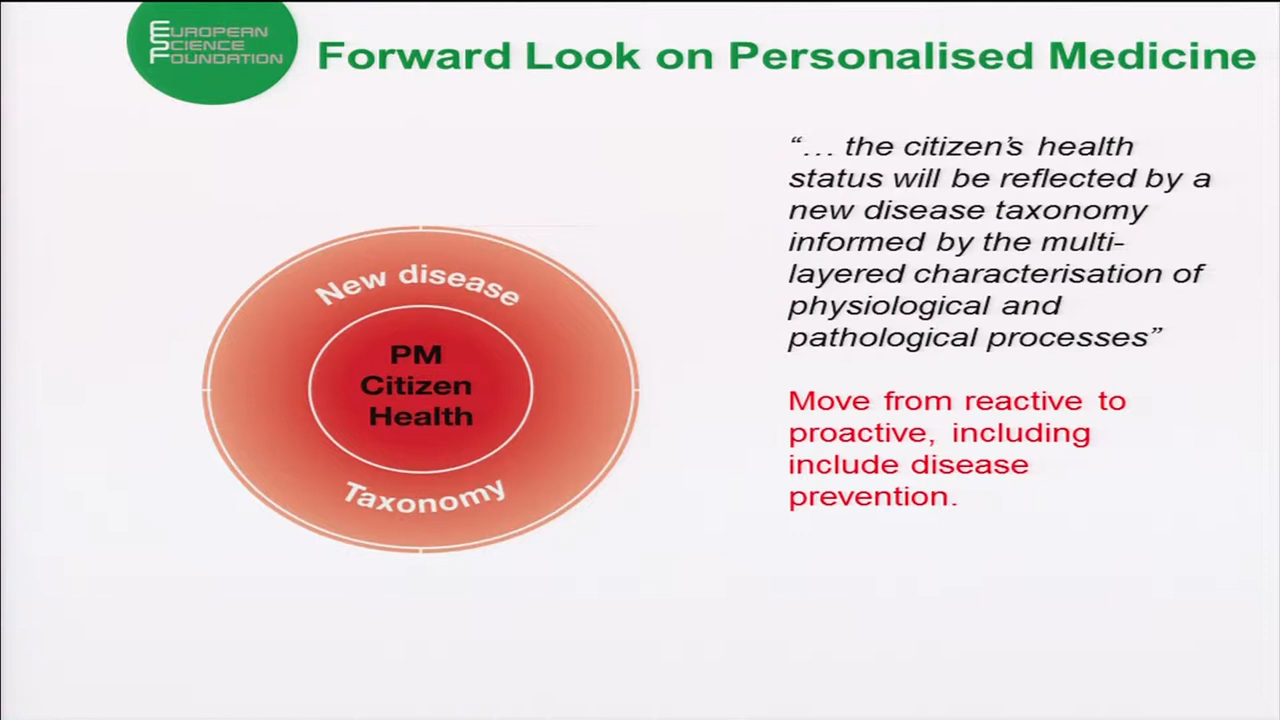 EUROPEAN
SCIENCE
FOUNDATION
Forward Look on Personalised Medicine
“… the citizen’s health
status will be reflected by a
new disease taxonomy
informed by the multi-
layered characterisation of
physiological and
pathological processes”
Move from reactive to
proactive, including
include disease
prevention.
New disease
PM
Citizen
Health
Taxonomy